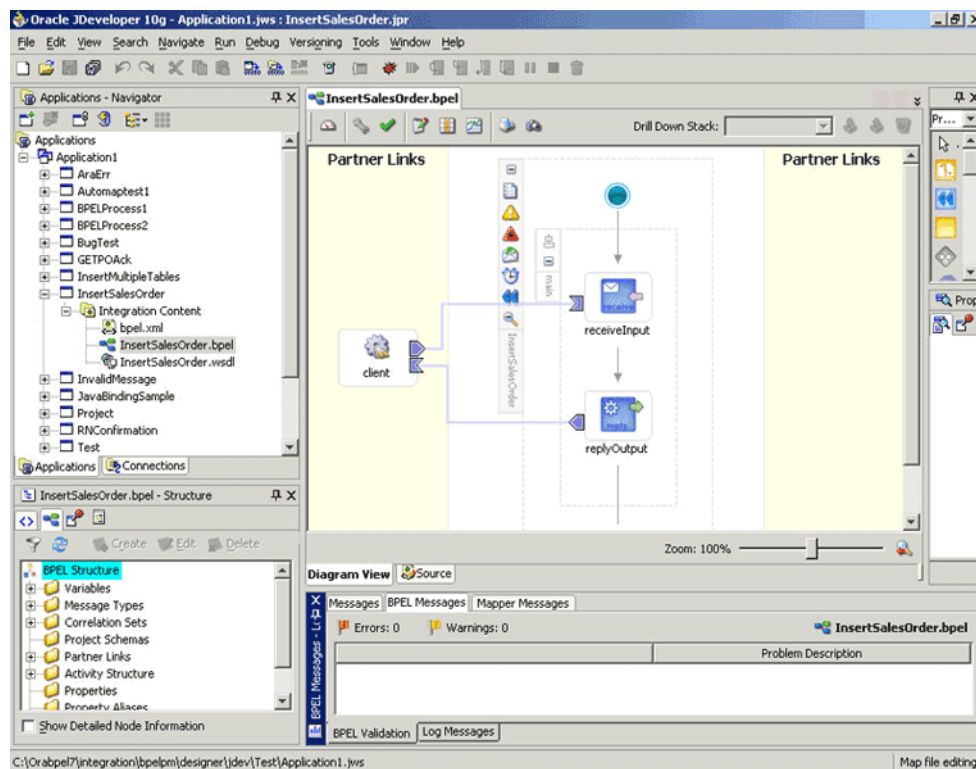 Oracle JDeveloper 10g - Application1.jws : InsertSalesOrder.jpr
File Edit View Search Navigate Run Debug Versioning Tools Window Help
Applications - Navigator
InsertSalesOrder.bpel
Pr...
Drill Down Stack:
Applications
Application1
AraErr
Automaptest1
BPELProcess1
BPELProcess2
BugTest
GETPOAck
InsertMultipleTables
InsertSalesOrder
Integration Content
bpel.xml
InsertSalesOrder.bpel
InsertSalesOrder.wsdl
InvalidMessage
JavaBindingSample
Project
RNConfirmation
Test
Applications Connections
Partner Links
Partner Links
main
InsertSalesOrder
receive
receiveInput
client
reply
replyOutput
Prop
Zoom: 100%
Diagram View Source
InsertSalesOrder.bpel - Structure
Create Edit Delete
BPEL Structure
Variables
Message Types
Correlation Sets
Project Schemas
Partner Links
Activity Structure
Properties
Property Aliases
Show Detailed Node Information
BPEL Messages - Lo
Messages BPEL Messages Mapper Messages
Errors: 0 Warnings: 0 InsertSalesOrder.bpel
Problem Description
BPEL Validation Log Messages
C:\Orabpel7\integration\bpelpm\designer\jdev\Test\Application1.jws
Map file editing